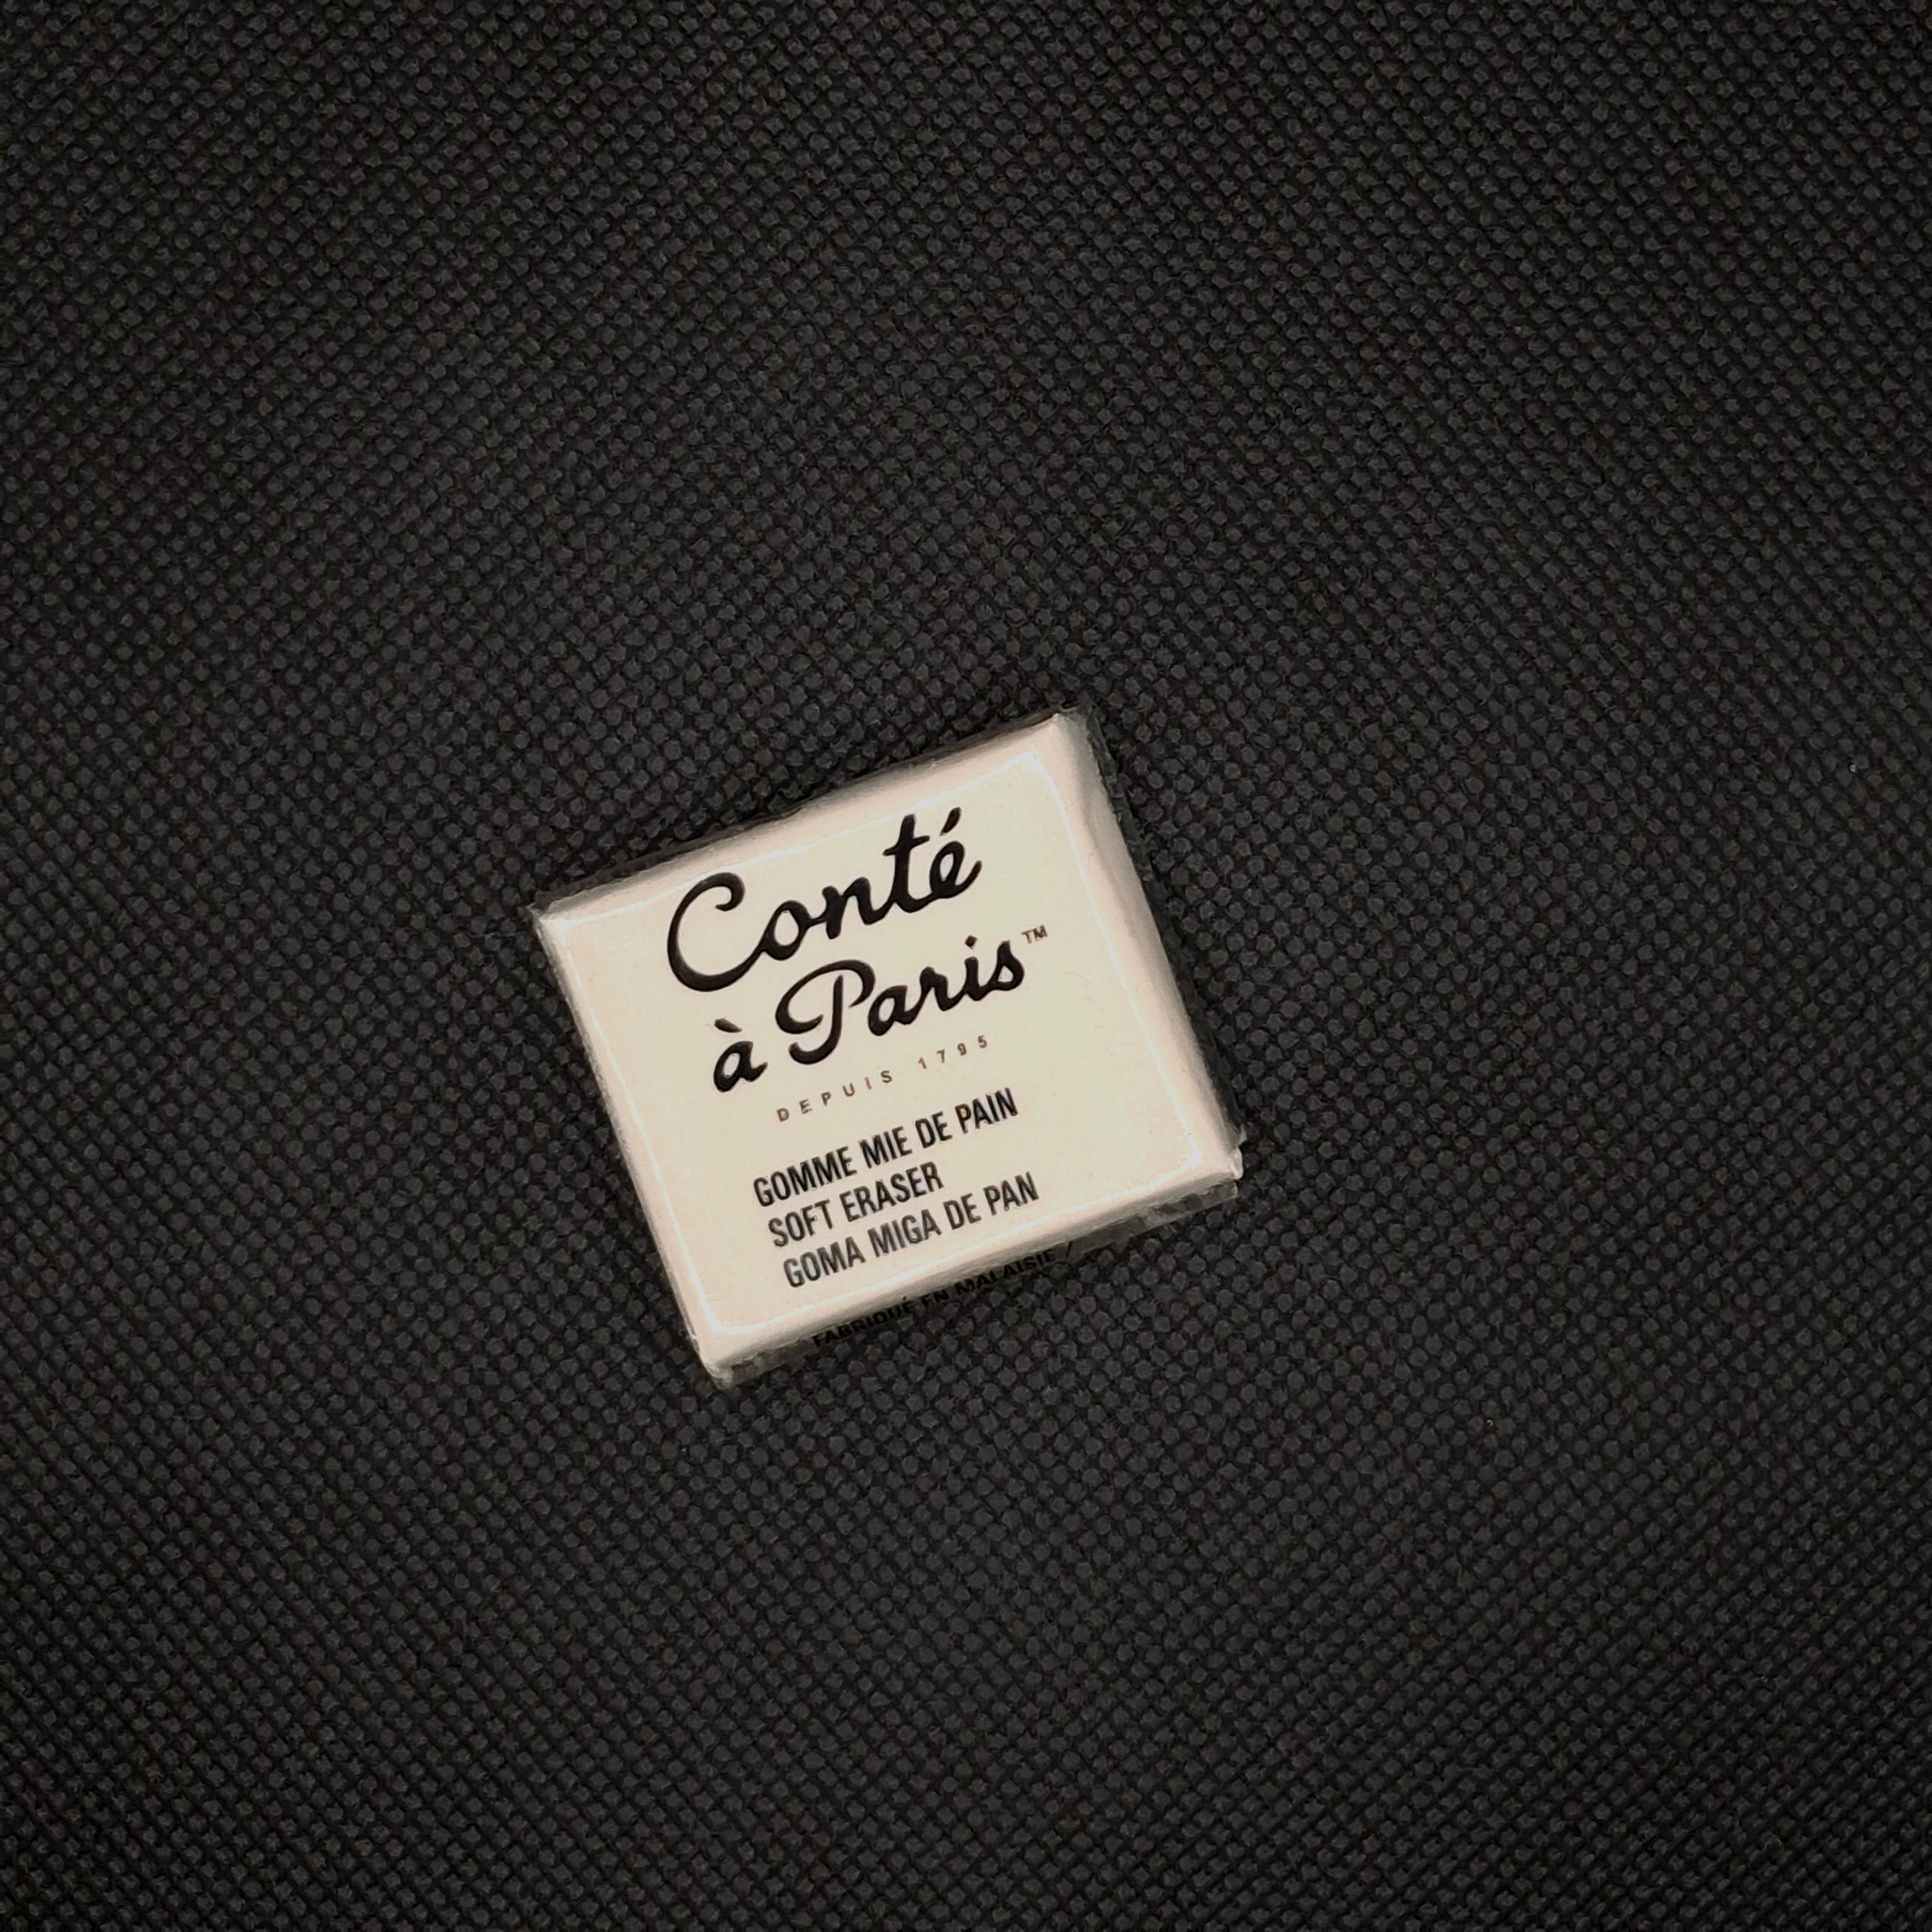 Conté
à Paris™
DEPUIS 1795
GOMME MIE DE PAIN
SOFT ERASER
GOMA MIGA DE PAN
FABRIQUÉ EN MALAISIE /